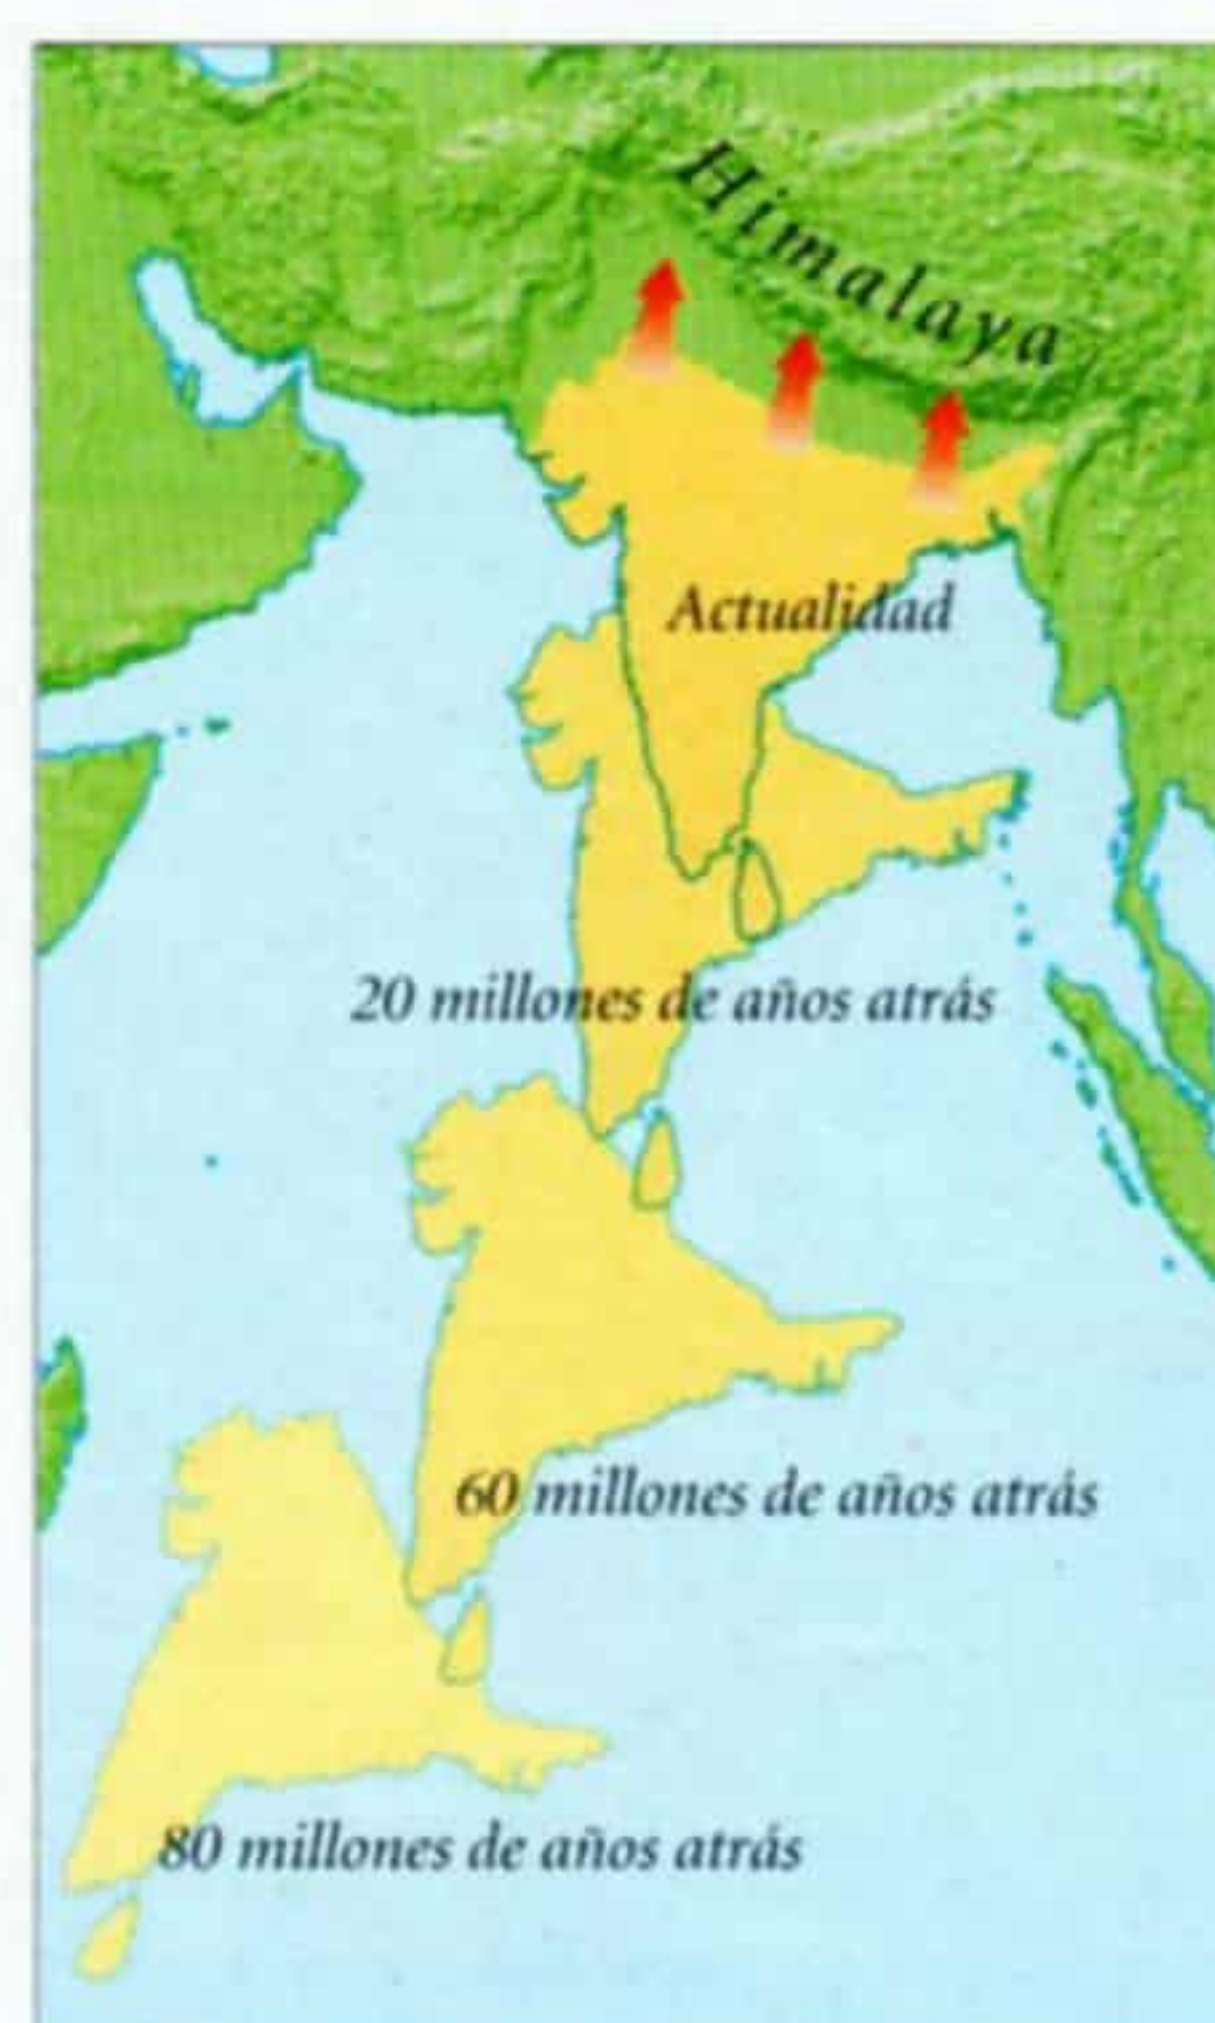 Himalaya
Actualidad
20 millones de años atrás
60 millones de años atrás
80 millones de años atrás